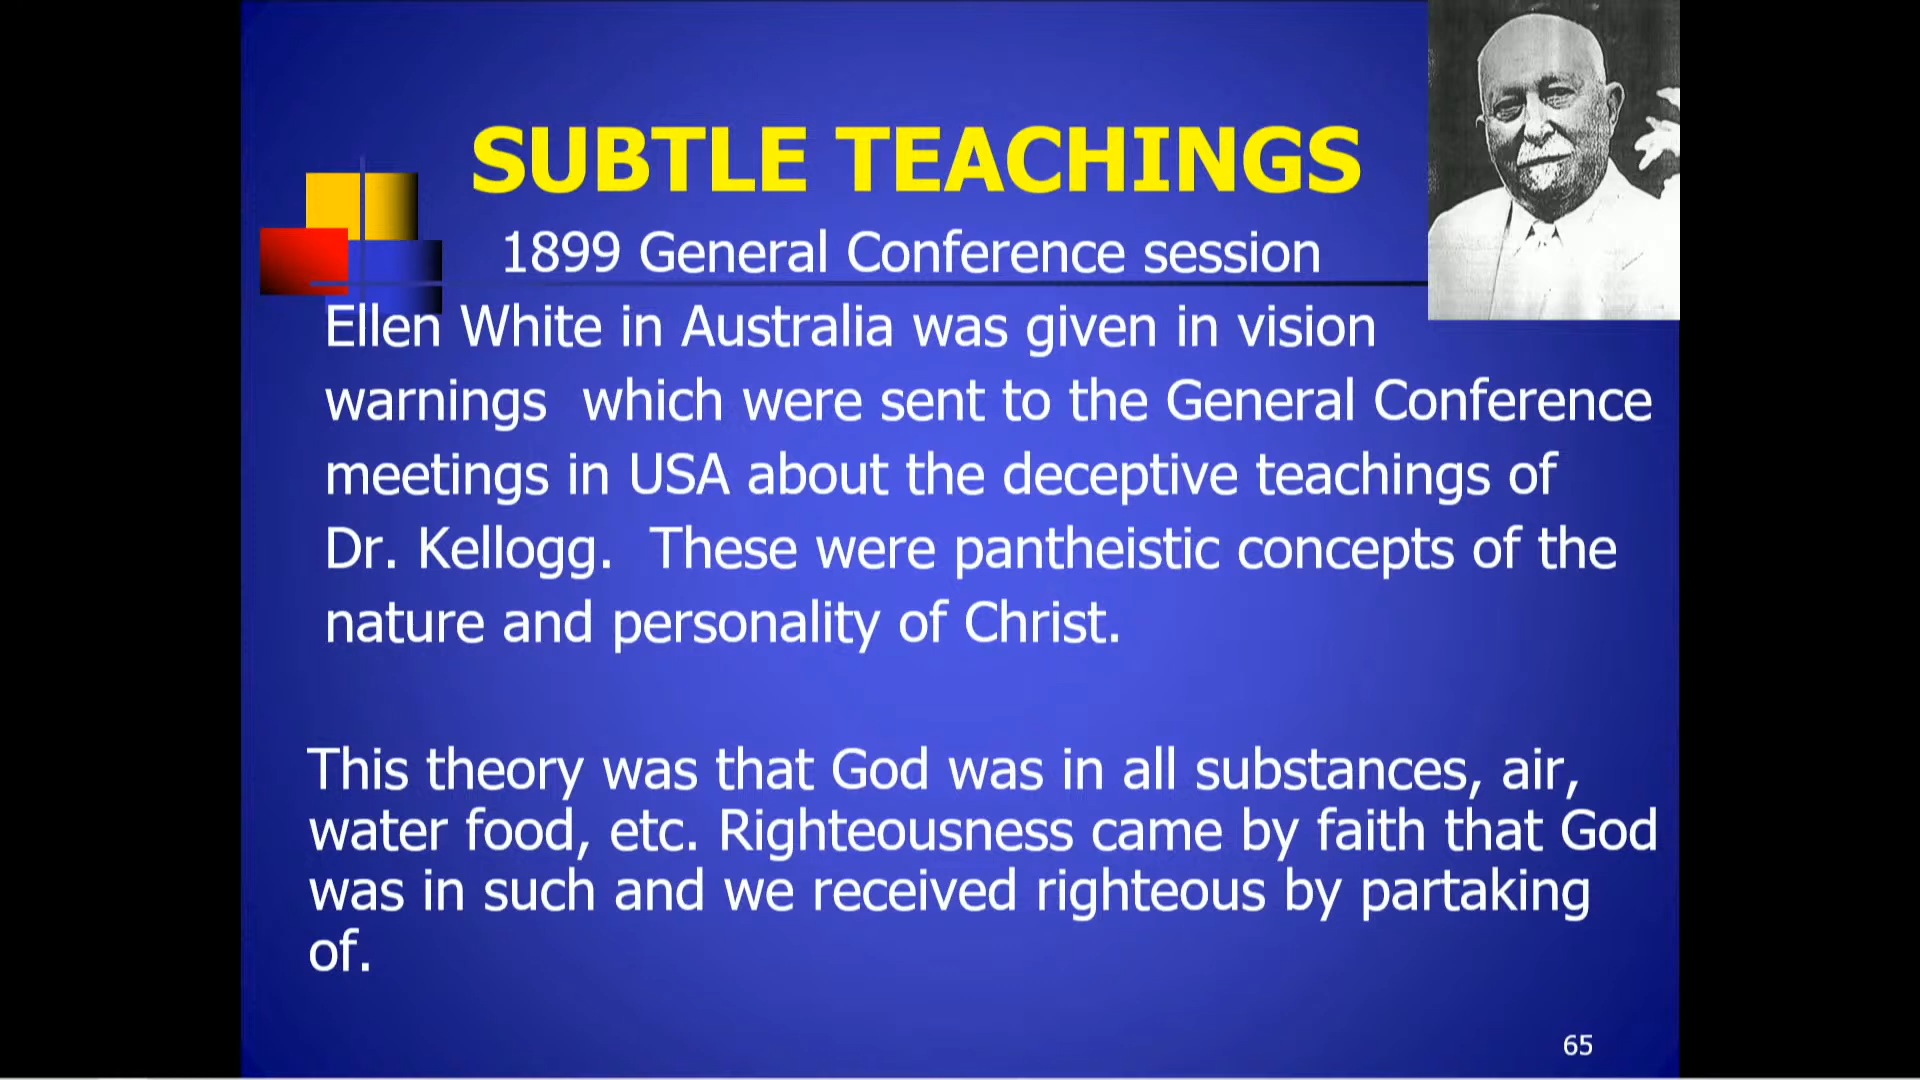 SUBTLE TEACHINGS
1899 General Conference session
Ellen White in Australia was given in vision
warnings  which were sent to the General Conference
meetings in USA about the deceptive teachings of
Dr. Kellogg.  These were pantheistic concepts of the
nature and personality of Christ.
This theory was that God was in all substances, air,
water food, etc. Righteousness came by faith that God
was in such and we received righteous by partaking
of.
65